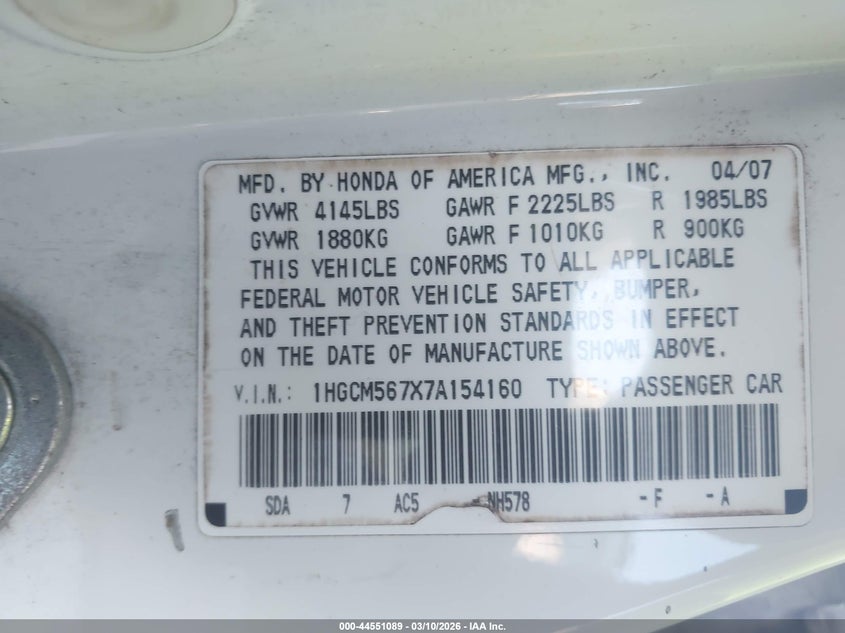 MFD. BY HONDA OF AMERICA MFG., INC. 04/07
GVWR 4145LBS GAWR F 2225LBS R 1985LBS
GVWR 1880KG GAWR F 1010KG R 900KG
THIS VEHICLE CONFORMS TO ALL APPLICABLE
FEDERAL MOTOR VEHICLE SAFETY, BUMPER,
AND THEFT PREVENTION STANDARDS IN EFFECT
ON THE DATE OF MANUFACTURE SHOWN ABOVE.
V.I.N.: 1HGCM567X7A154160 TYPE: PASSENGER CAR
SDA 7 AC5 -NH578 -F -A
000-44551089 - 03/10/2026 - IAA Inc.